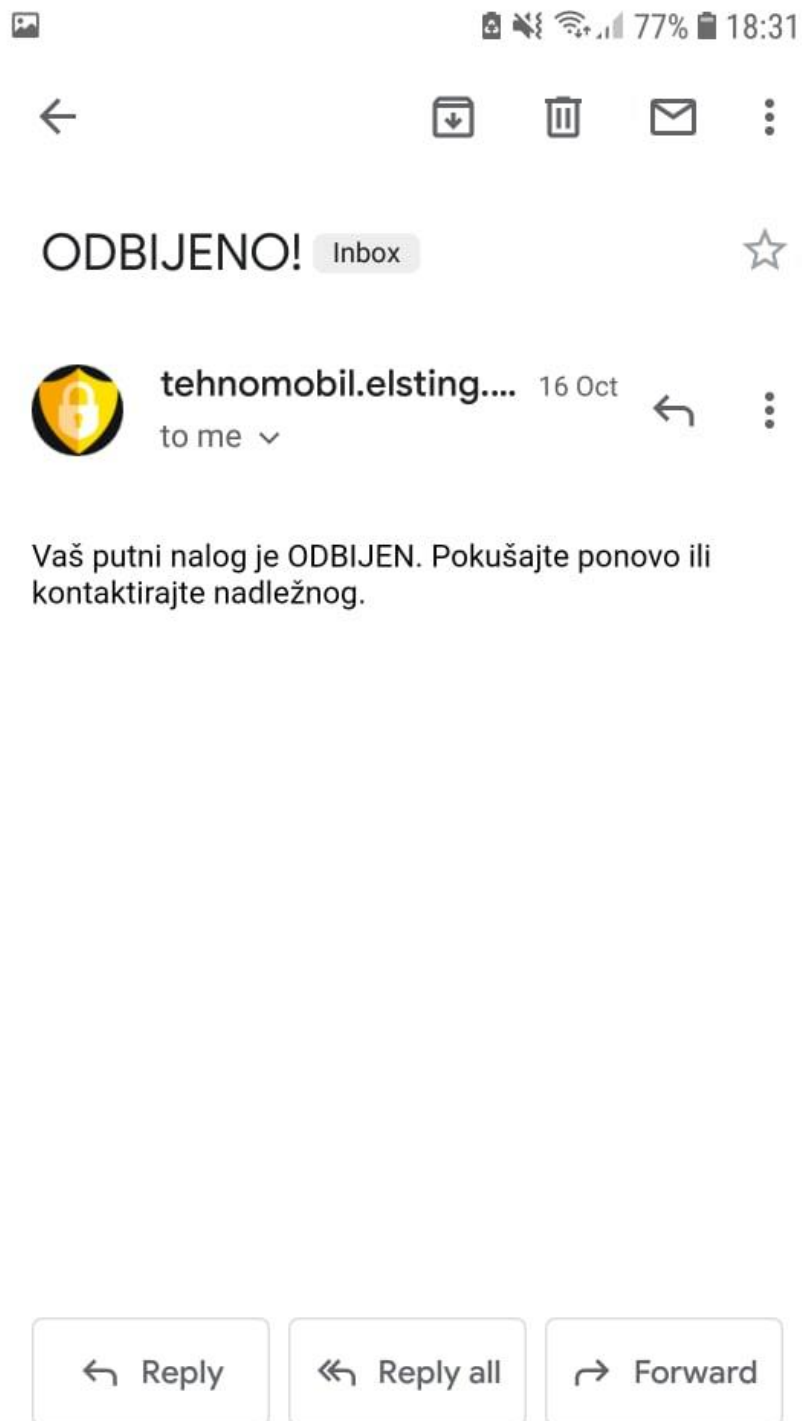 77% 18:31
ODBIJENO! Inbox
tehnomobil.elsting.... 16 Oct
to me
Vaš putni nalog je ODBIJEN. Pokušajte ponovo ili
kontaktirajte nadležnog.
Reply Reply all Forward